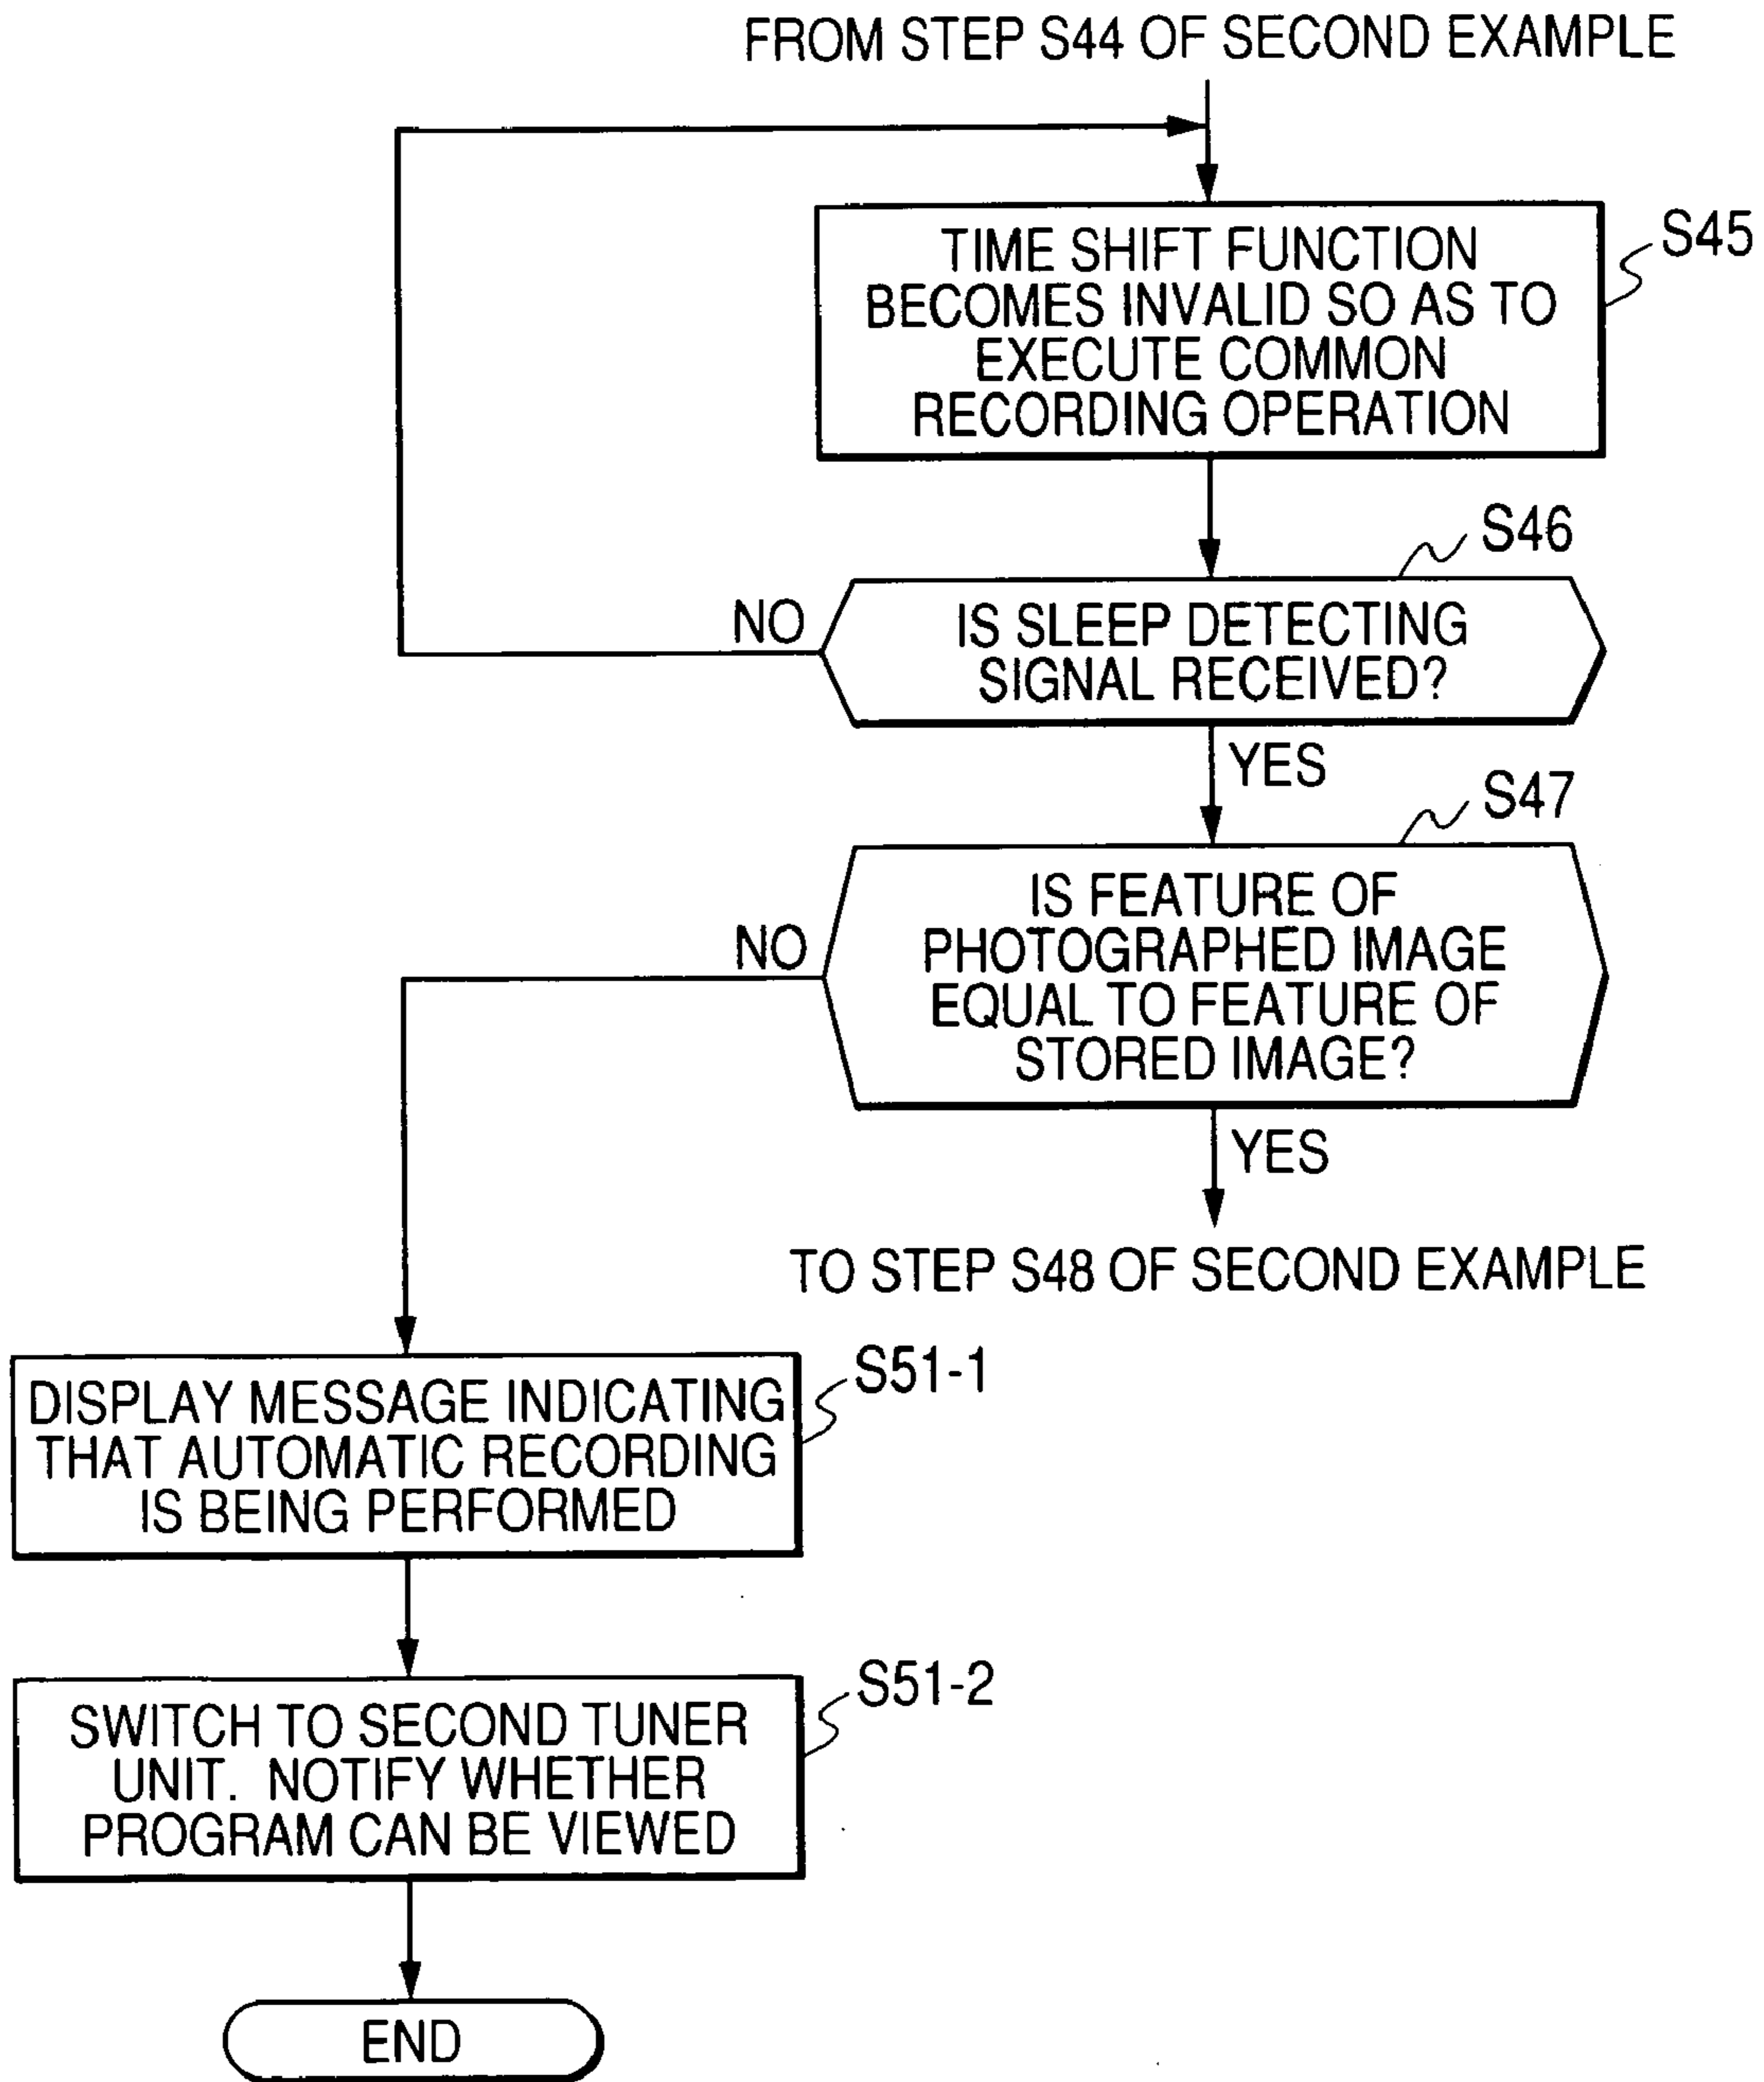 FROM STEP S44 OF SECOND EXAMPLE
TIME SHIFT FUNCTION
BECOMES INVALID SO AS TO
EXECUTE COMMON
RECORDING OPERATION
S45
S46
IS SLEEP DETECTING
SIGNAL RECEIVED?
NO
YES
S47
IS FEATURE OF
PHOTOGRAPHED IMAGE
EQUAL TO FEATURE OF
STORED IMAGE?
NO
YES
TO STEP S48 OF SECOND EXAMPLE
S51-1
DISPLAY MESSAGE INDICATING
THAT AUTOMATIC RECORDING
IS BEING PERFORMED
S51-2
SWITCH TO SECOND TUNER
UNIT. NOTIFY WHETHER
PROGRAM CAN BE VIEWED
END